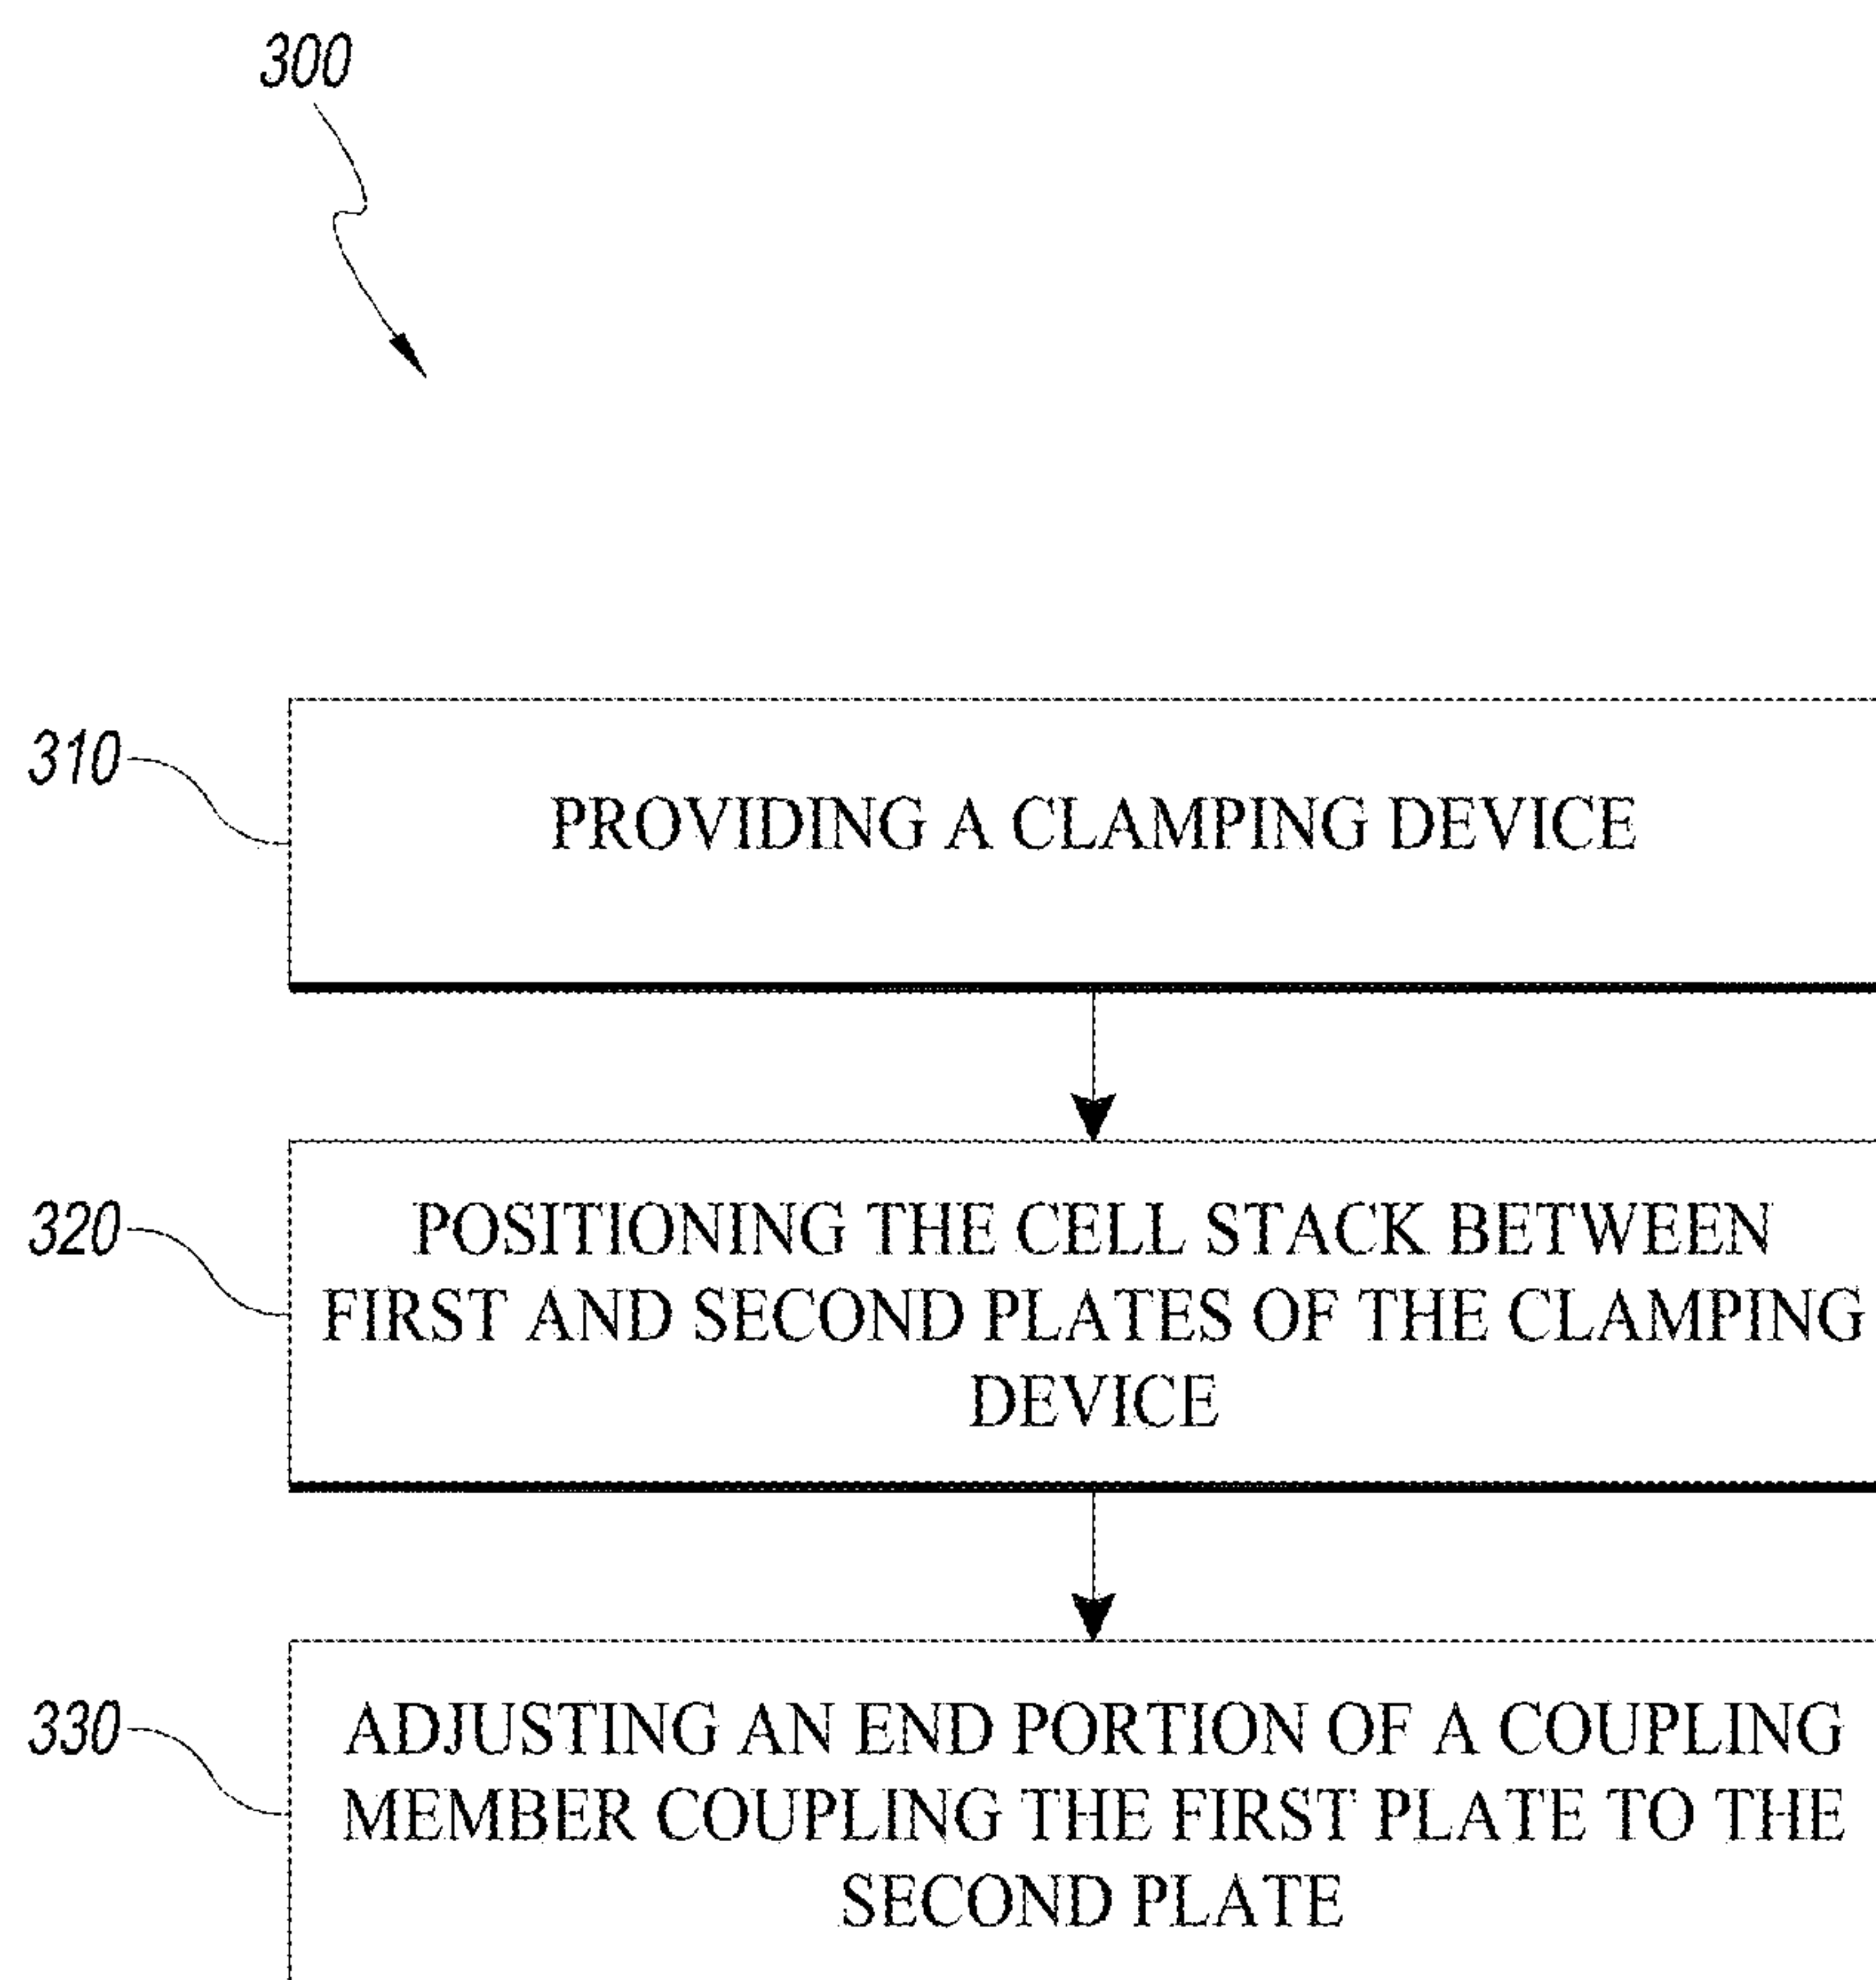 300
310
PROVIDING A CLAMPING DEVICE
320
POSITIONING THE CELL STACK BETWEEN
FIRST AND SECOND PLATES OF THE CLAMPING
DEVICE
330
ADJUSTING AN END PORTION OF A COUPLING
MEMBER COUPLING THE FIRST PLATE TO THE
SECOND PLATE